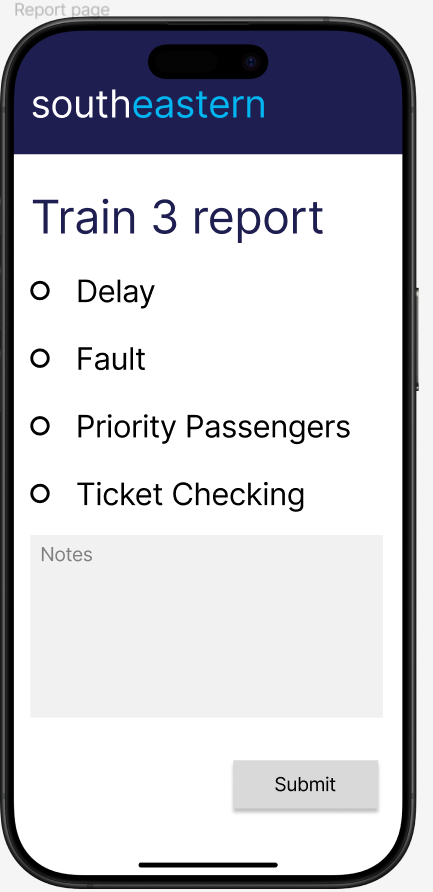 Report page
southeastern
Train 3 report
Delay
Fault
Priority Passengers
Ticket Checking
Notes
Submit